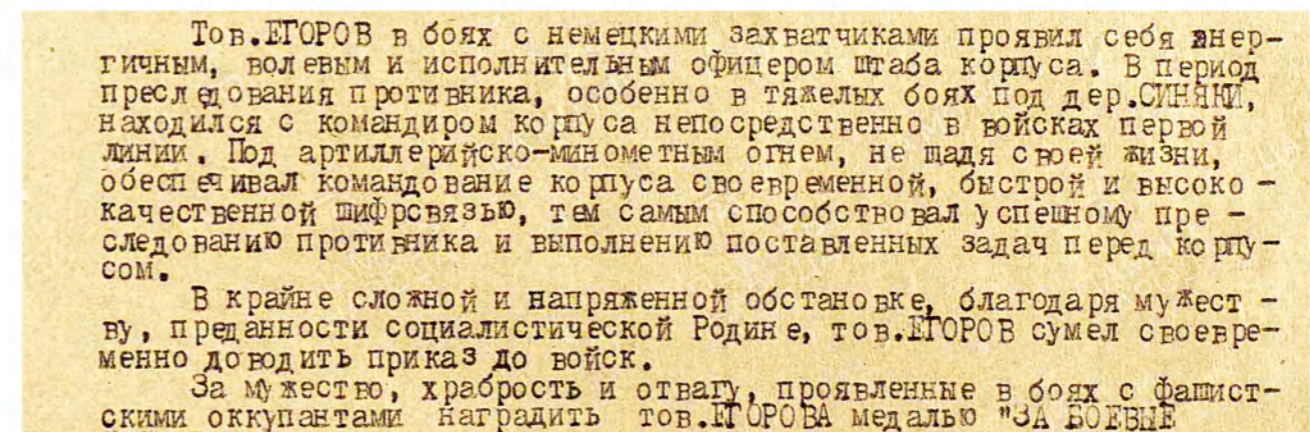 Тов.ЕГОРОВ в боях с немецкими захватчиками проявил себя энер-
гичным, волевым и исполнительным офицером штаба корпуса. В период
преследования противника, особенно в тяжелых боях под дер.СИНЯКИ,
находился с командиром корпуса непосредственно в войсках первой
линии. Под артиллерийско-минометным огнем, не щадя своей жизни,
обеспечивал командование корпуса своевременной, быстрой и высоко -
качественной шифрсвязью, тем самым способствовал успешному пре -
следованию противника и выполнению поставленных задач перед корпу-
сом.
В крайне сложной и напряженной обстановке, благодаря мужест -
ву, преданности социалистической Родине, тов.ЕГОРОВ сумел своевре-
менно доводить приказ до войск.
За мужество, храбрость и отвагу, проявленные в боях с фашист-
скими оккупантами наградить тов.ЕГОРОВА медалью "ЗА БОЕВЫЕ